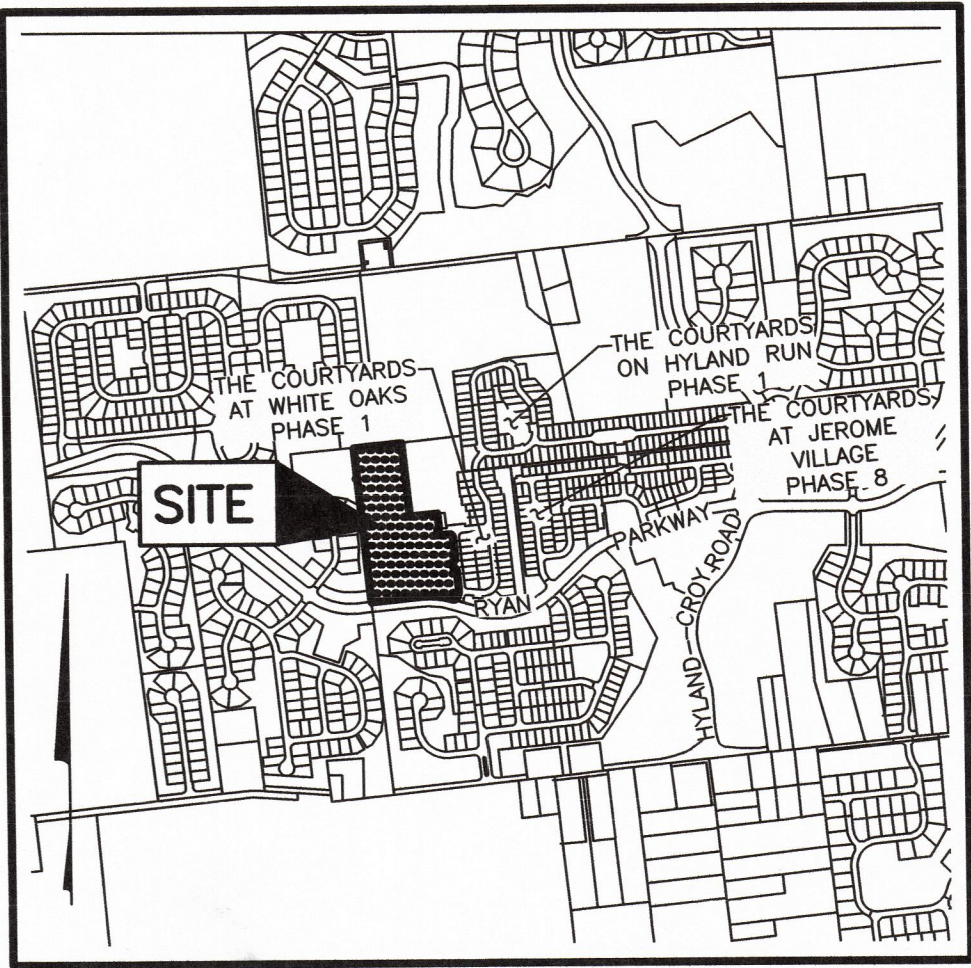 THE COURTYARDS
ON HYLAND RUN
PHASE 1
THE COURTYARDS
AT WHITE OAKS
PHASE 1
THE COURTYARDS
AT JEROME
VILLAGE
PHASE 8
SITE
PARKWAY
RYAN
HYLAND-CROY ROAD